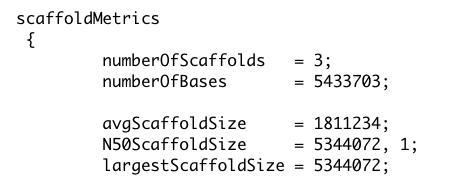 scaffoldMetrics
{
numberOfScaffolds = 3;
numberOfBases = 5433703;
avgScaffoldSize = 1811234;
N50ScaffoldSize = 5344072, 1;
largestScaffoldSize = 5344072;